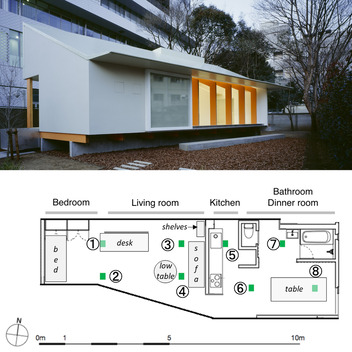 Bedroom Living room Kitchen Bathroom
Dinner room
shelves
① desk ③ ⑤ ⑦
bed
② low table ④ sofa ⑥ table ⑧
N
0m 1 5 10m